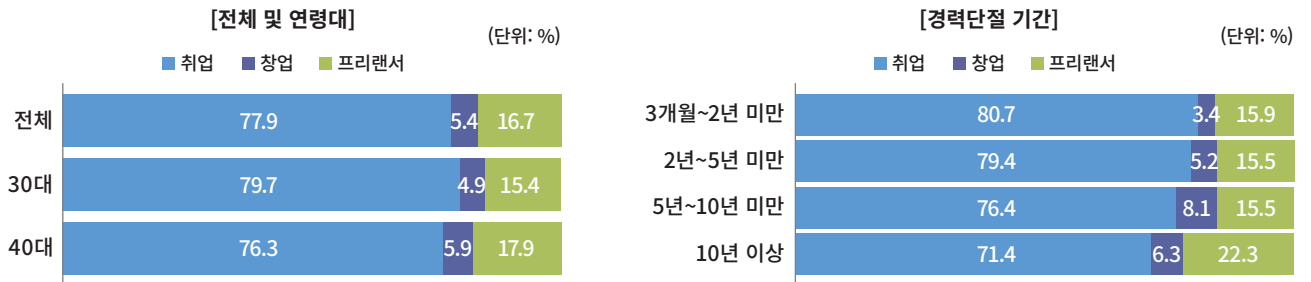 [전체 및 연령대]
(단위: %)
취업 창업 프리랜서
전체 77.9 5.4 16.7
30대 79.7 4.9 15.4
40대 76.3 5.9 17.9
[경력단절 기간]
(단위: %)
취업 창업 프리랜서
3개월~2년 미만 80.7 3.4 15.9
2년~5년 미만 79.4 5.2 15.5
5년~10년 미만 76.4 8.1 15.5
10년 이상 71.4 6.3 22.3